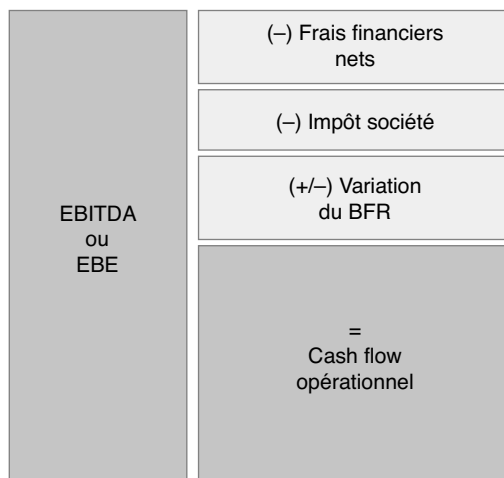 EBITDA
ou
EBE
(–) Frais financiers
nets
(–) Impôt société
(+/–) Variation
du BFR
=
Cash flow
opérationnel